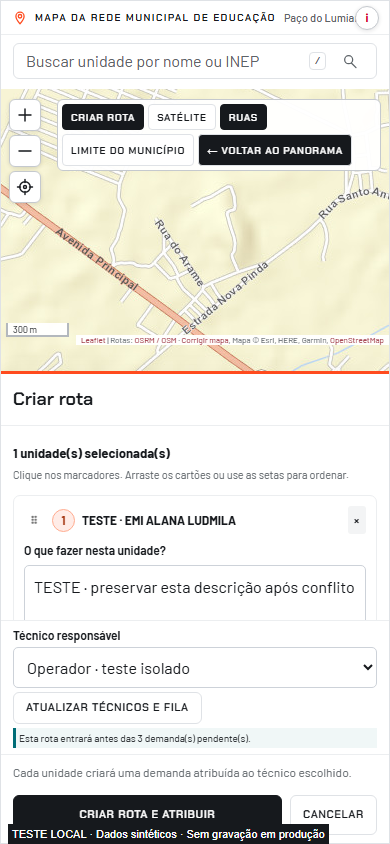 MAPA DA REDE MUNICIPAL DE EDUCAÇÃO Paço do Lumia
i
Buscar unidade por nome ou INEP /
+
−
CRIAR ROTA SATÉLITE RUAS
LIMITE DO MUNICÍPIO ← VOLTAR AO PANORAMA
Avenida Principal
Rua do Arame
Estrada Nova Pinda
Rua Santo An
300 m
Leaflet | Rotas: OSRM / OSM · Corrigir mapa, Mapa © Esri, HERE, Garmin, OpenStreetMap
Criar rota
1 unidade(s) selecionada(s)
Clique nos marcadores. Arraste os cartões ou use as setas para ordenar.
1 TESTE · EMI ALANA LUDMILA ×
O que fazer nesta unidade?
TESTE · preservar esta descrição após conflito
Técnico responsável
Operador · teste isolado
ATUALIZAR TÉCNICOS E FILA
Esta rota entrará antes das 3 demanda(s) pendente(s).
Cada unidade criará uma demanda atribuída ao técnico escolhido.
CRIAR ROTA E ATRIBUIR CANCELAR
TESTE LOCAL · Dados sintéticos · Sem gravação em produção